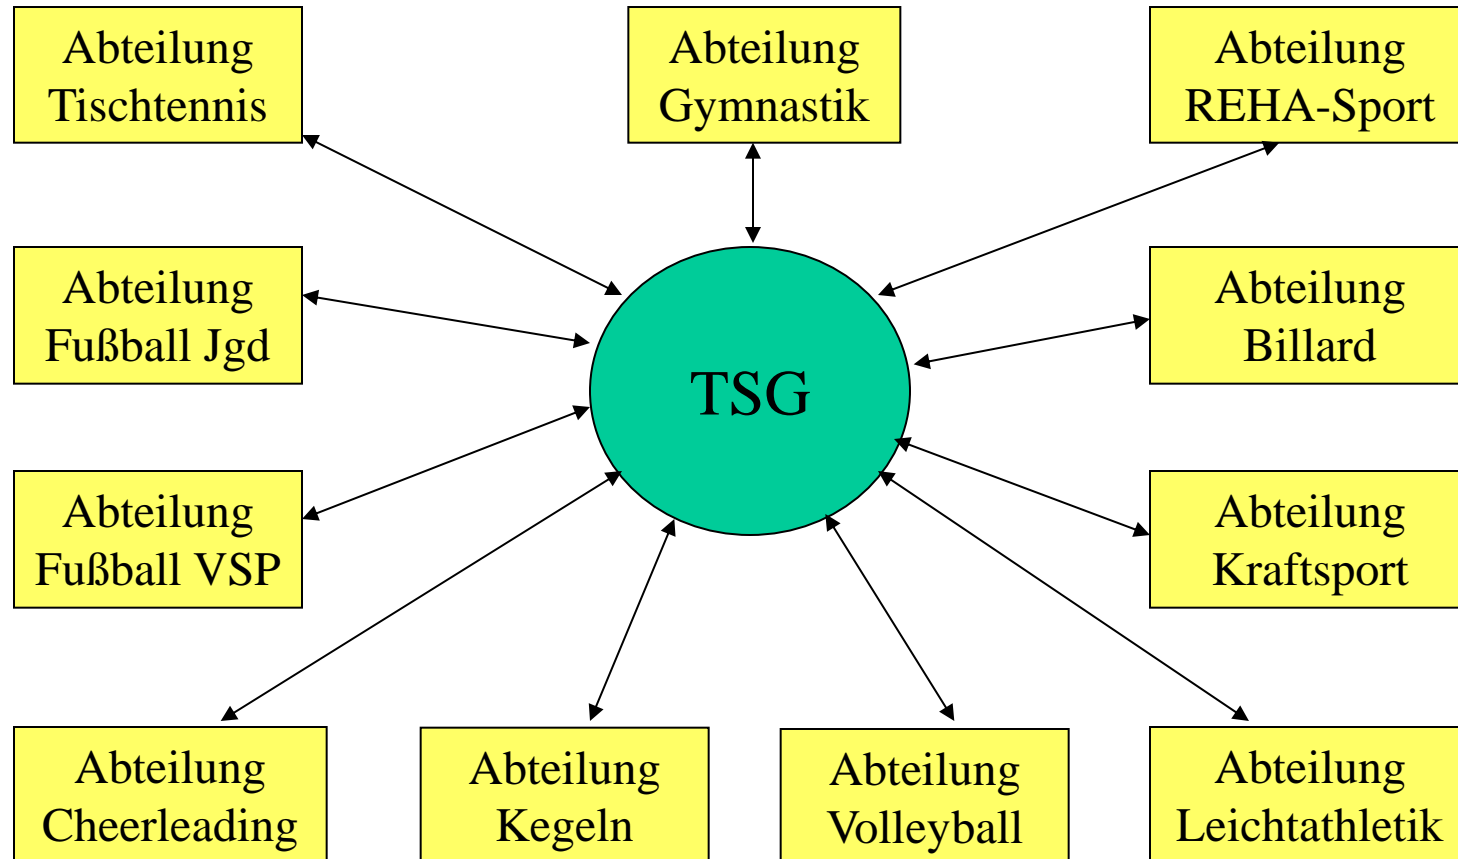 Abteilung
Tischtennis
Abteilung
Gymnastik
Abteilung
REHA-Sport
Abteilung
Fußball Jgd
Abteilung
Billard
TSG
Abteilung
Fußball VSP
Abteilung
Kraftsport
Abteilung
Cheerleading
Abteilung
Kegeln
Abteilung
Volleyball
Abteilung
Leichtathletik